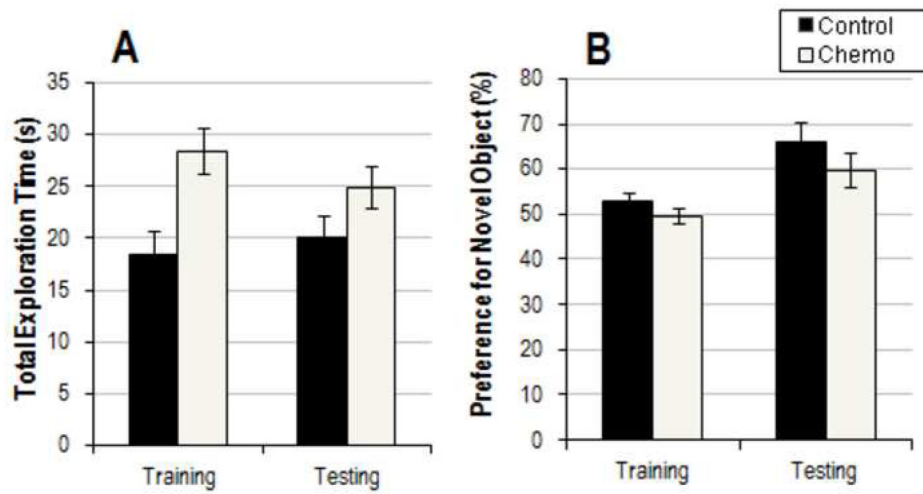 A
Total Exploration Time (s)
35
30
25
20
15
10
5
0
Training Testing
B
Control
Chemo
Preference for Novel Object (%)
80
70
60
50
40
30
20
10
0
Training Testing